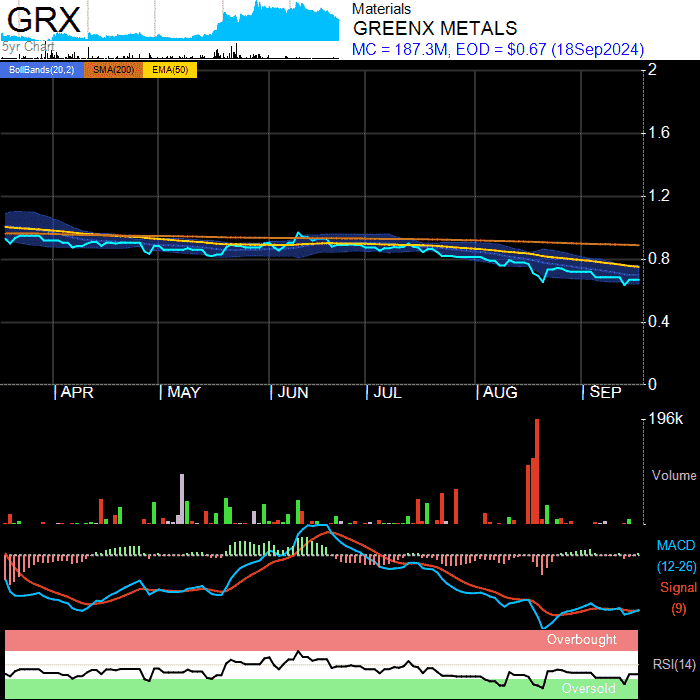 GRX
5yr Chart
Materials
GREENX METALS
MC = 187.3M, EOD = $0.67 (18Sep2024)
BollBands(20,2) SMA(200) EMA(50)
2
1.6
1.2
0.8
0.4
0
APR MAY JUN JUL AUG SEP
196k
Volume
MACD
(12-26)
Signal
(9)
Overbought
RSI(14)
Oversold